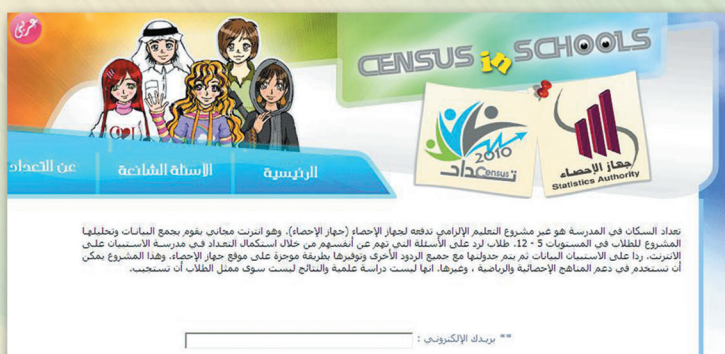 عربي
CENSUS in SCHOOLS
COOL
2010
تعداد
Census
جهاز الإحصاء
Statistics Authority
الرئيسية
الأسئلة الشائعة
عن التعداد
تعداد السكان في المدرسة هو غير مشروع التعليم الإلزامي تدفعه لجهاز الإحصاء (جهاز الإحصاء)، وهو انترنت مجاني يقوم بجمع البيانات وتحليلها
المشروع للطلاب في المستويات 5 - 12. طلاب لرد على الأسئلة التي تهم عن أنفسهم من خلال استكمال التعداد في مدرسة الاستبيان على
الانترنت. ردا على الاستبيان البيانات ثم يتم جدولتها مع جميع الردود الأخرى وتوفيرها بطريقة موجزة على موقع جهاز الإحصاء. وهذا المشروع يمكن
أن تستخدم في دعم المناهج الإحصائية والرياضية ، وغيرها. انها ليست دراسة علمية والنتائج ليست سوى ممثل الطلاب أن تستجيب.
** بريدك الإلكتروني :